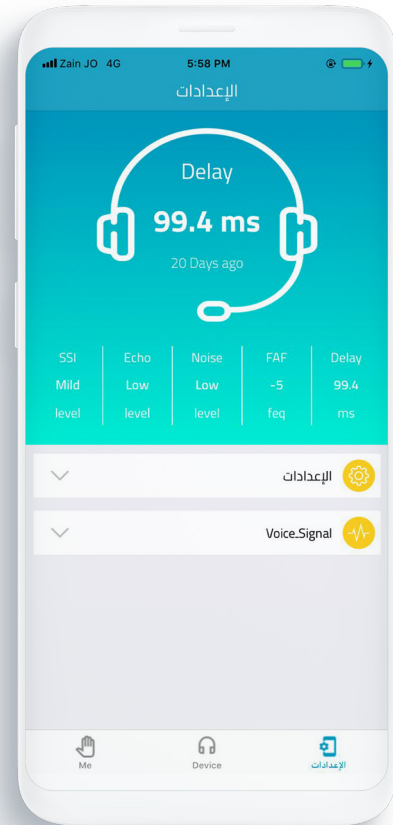 Zain JO 4G 5:58 PM
الإعدادات
Delay
99.4 ms
20 Days ago
SSI Echo Noise FAF Delay
Mild Low Low -5 99.4
level level level feq ms
الإعدادات
Voice_Signal
Me Device الإعدادات